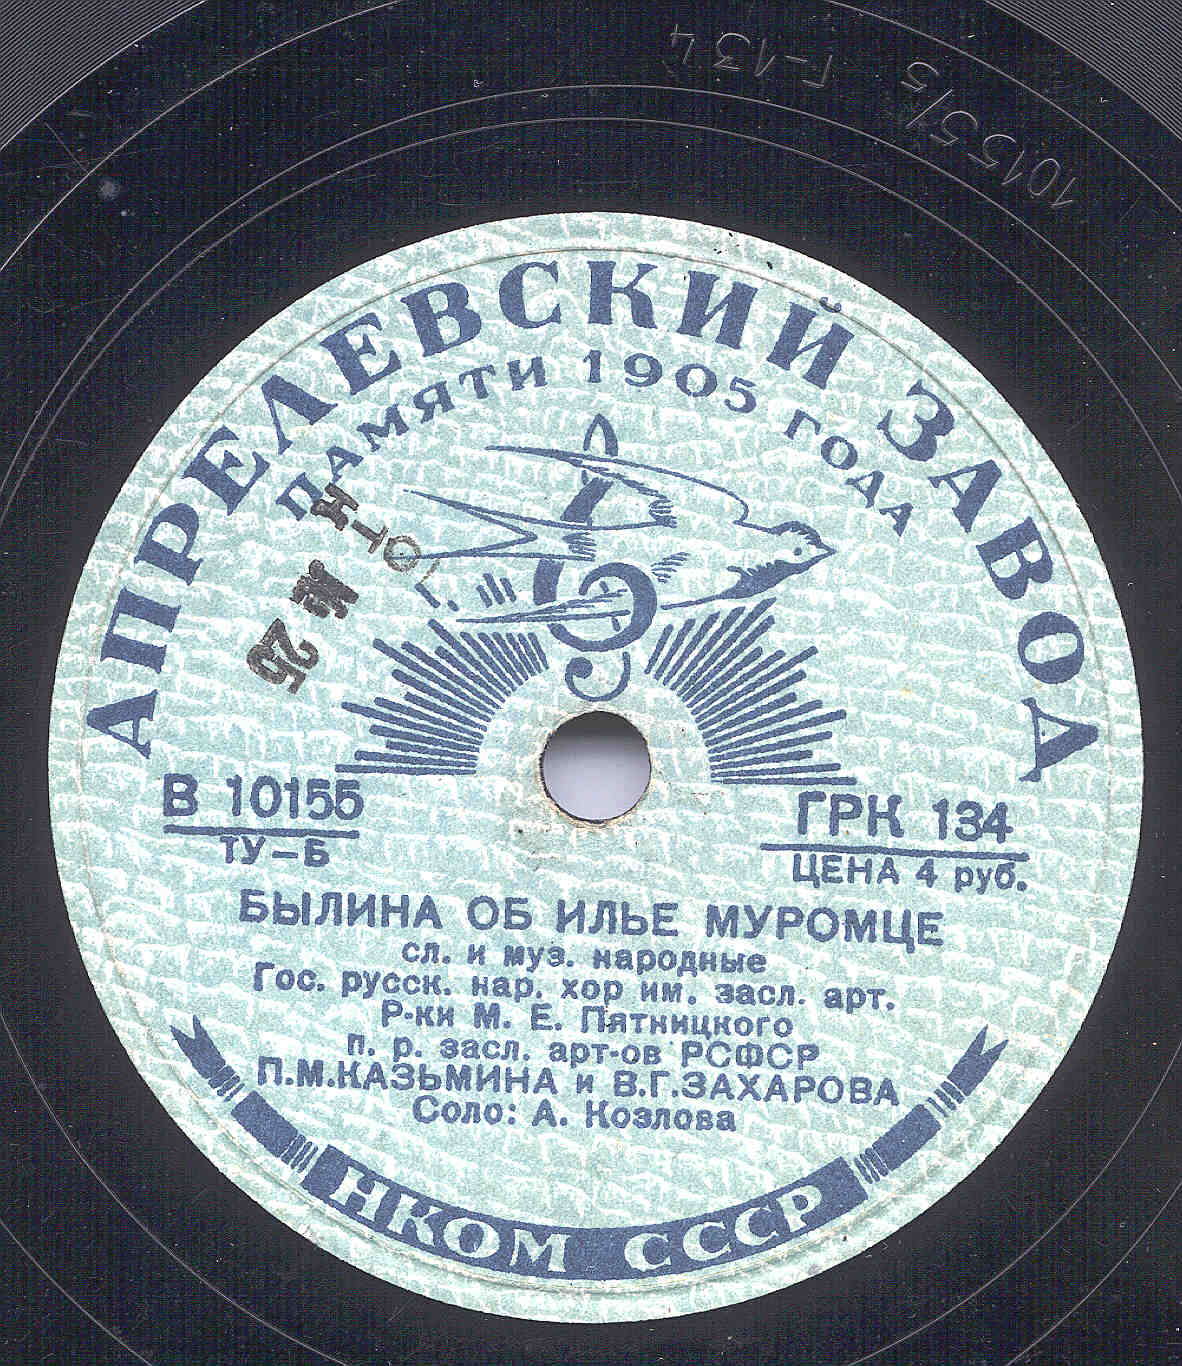 10155/3 Г-134
АПРЕЛЕВСКИЙ ЗАВОД
ПАМЯТИ 1905 ГОДА
В 10155
ТУ-Б
ГРК 134
ЦЕНА 4 руб.
БЫЛИНА ОБ ИЛЬЕ МУРОМЦЕ
сл. и муз. народные
Гос. русск. нар. хор им. засл. арт.
Р-ки М. Е. Пятницкого
п. р. засл. арт-ов РСФСР
П.М.КАЗЬМИНА и В.Г.ЗАХАРОВА
Соло: А. Козлова
НКОМ СССР